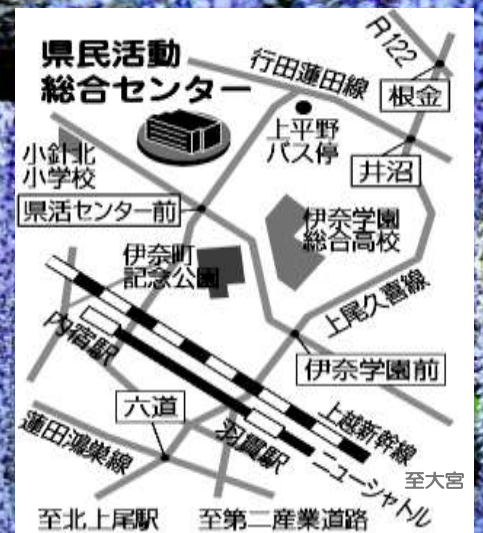 県民活動
総合センター
行田蓮田線
R122
根金
上平野
バス停
井沼
小針北
小学校
県活センター前
伊奈学園
総合高校
伊奈町
記念公園
上尾久喜線
内宿駅
伊奈学園前
六道
羽貫駅
上越新幹線
蓮田鴻巣線
ニューシャトル
至大宮
至北上尾駅
至第二産業道路